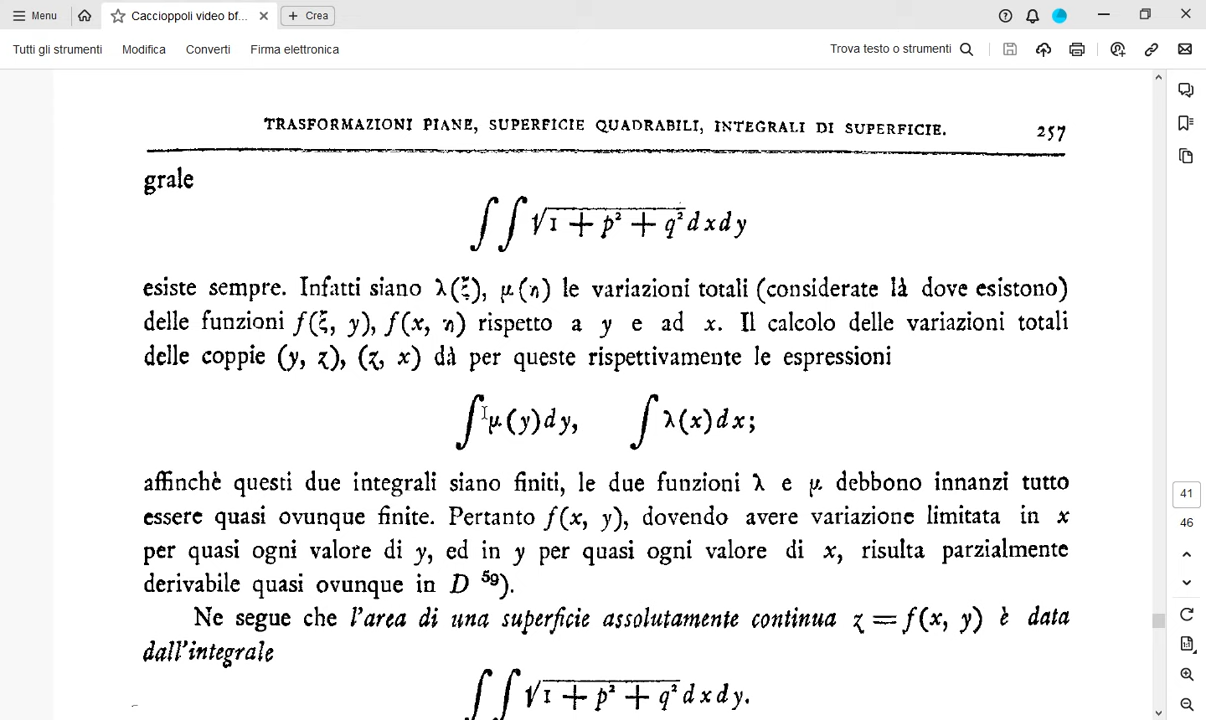 Menu Caccioppoli video bf... Crea
Tutti gli strumenti Modifica Converti Firma elettronica Trova testo o strumenti
TRASFORMAZIONI PIANE, SUPERFICIE QUADRABILI, INTEGRALI DI SUPERFICIE. 257
grale
∫∫√1 + p² + q² dx dy
esiste sempre. Infatti siano λ(ξ), μ(η) le variazioni totali (considerate là dove esistono)
delle funzioni f(ξ, y), f(x, η) rispetto a y e ad x. Il calcolo delle variazioni totali
delle coppie (y, z), (z, x) dà per queste rispettivamente le espressioni
∫μ(y)dy, ∫λ(x)dx;
affinchè questi due integrali siano finiti, le due funzioni λ e μ debbono innanzi tutto
essere quasi ovunque finite. Pertanto f(x, y), dovendo avere variazione limitata in x
per quasi ogni valore di y, ed in y per quasi ogni valore di x, risulta parzialmente
derivabile quasi ovunque in D ⁵⁹).
Ne segue che l'area di una superficie assolutamente continua z = f(x, y) è data
dall'integrale
∫∫√1 + p² + q² dx dy.
41
46